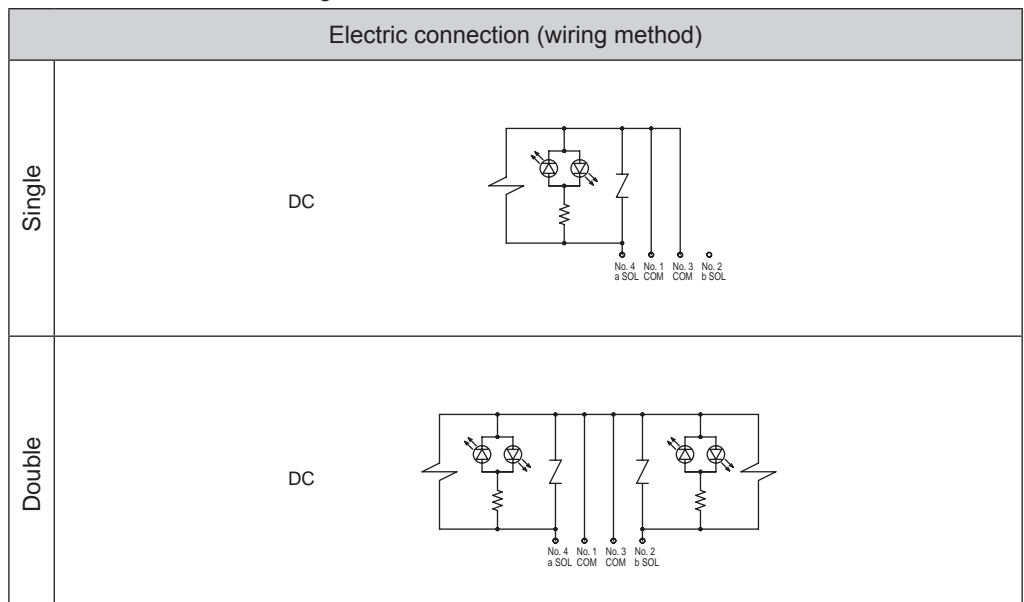 Electric connection (wiring method)
Single
DC
No. 4 No. 1 No. 3 No. 2
a SOL COM COM b SOL
Double
DC
No. 4 No. 1 No. 3 No. 2
a SOL COM COM b SOL